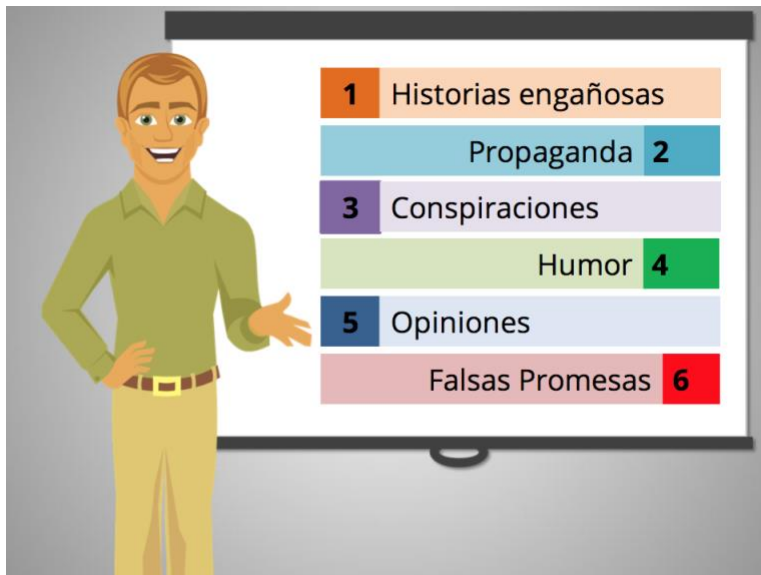 1 Historias engañosas
Propaganda 2
3 Conspiraciones
Humor 4
5 Opiniones
Falsas Promesas 6